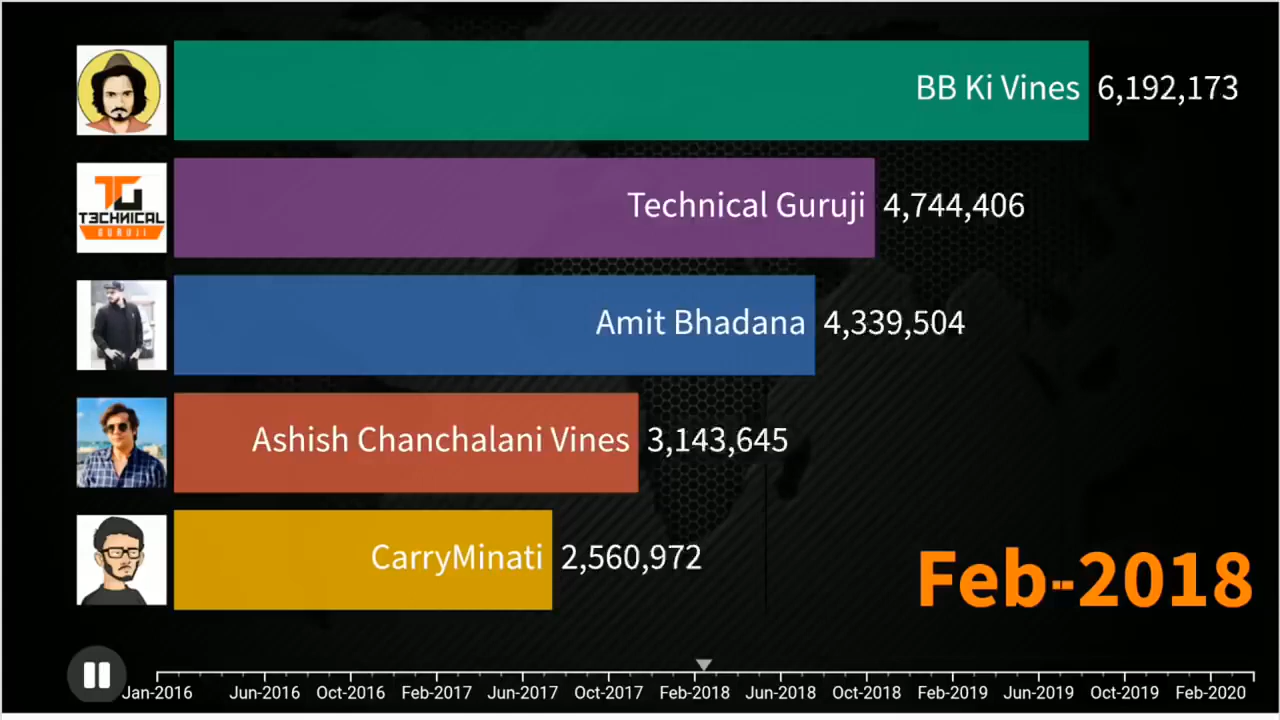 BB Ki Vines 6,192,173
TG
T3CHNICAL
GURUJI
Technical Guruji 4,744,406
Amit Bhadana 4,339,504
Ashish Chanchalani Vines 3,143,645
CarryMinati 2,560,972
Feb-2018
Jan-2016 Jun-2016 Oct-2016 Feb-2017 Jun-2017 Oct-2017 Feb-2018 Jun-2018 Oct-2018 Feb-2019 Jun-2019 Oct-2019 Feb-2020